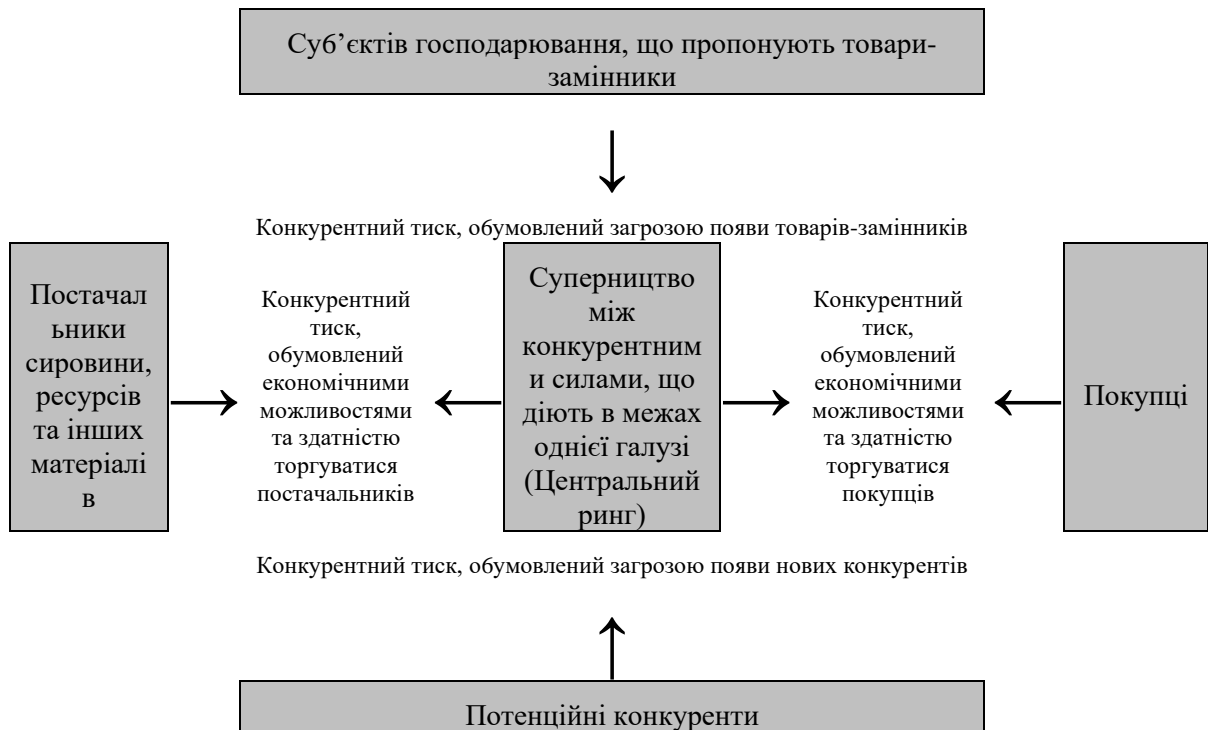 Суб’єктів господарювання, що пропонують товари-
замінники
Конкурентний тиск, обумовлений загрозою появи товарів-замінників
Постачал
ьники
сировини,
ресурсів
та інших
матеріалі
в
Конкурентний
тиск,
обумовлений
економічними
можливостями
та здатністю
торгуватися
постачальників
Суперництво
між
конкурентним
и силами, що
діють в межах
однієї галузі
(Центральний
ринг)
Конкурентний
тиск,
обумовлений
економічними
можливостями
та здатністю
торгуватися
покупців
Покупці
Конкурентний тиск, обумовлений загрозою появи нових конкурентів
Потенційні конкуренти